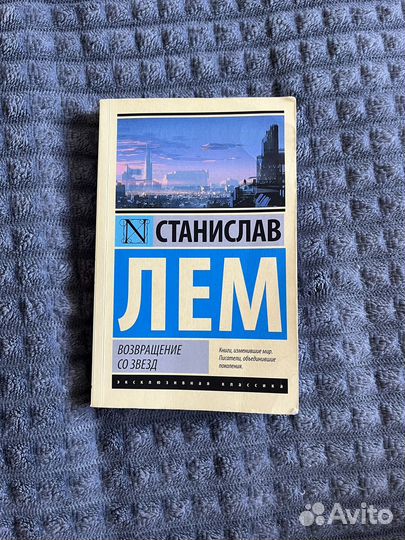 N СТАНИСЛАВ
ЛЕМ
ВОЗВРАЩЕНИЕ
СО ЗВЕЗД
Книги, изменившие мир.
Писатели, объединившие
поколения.
эксклюзивная классика
Avito